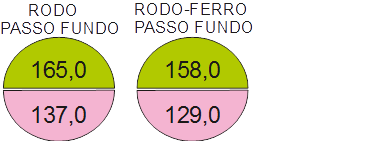 RODO
PASSO FUNDO
165,0
137,0
RODO-FERRO
PASSO FUNDO
158,0
129,0